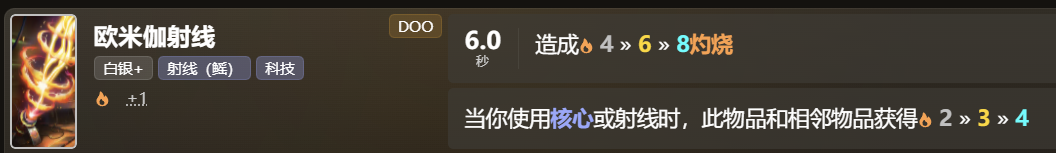 欧米伽射线
DOO
白银+ 射线（鳐） 科技
+1
6.0
秒
造成 4 » 6 » 8灼烧
当你使用核心或射线时，此物品和相邻物品获得 2 » 3 » 4